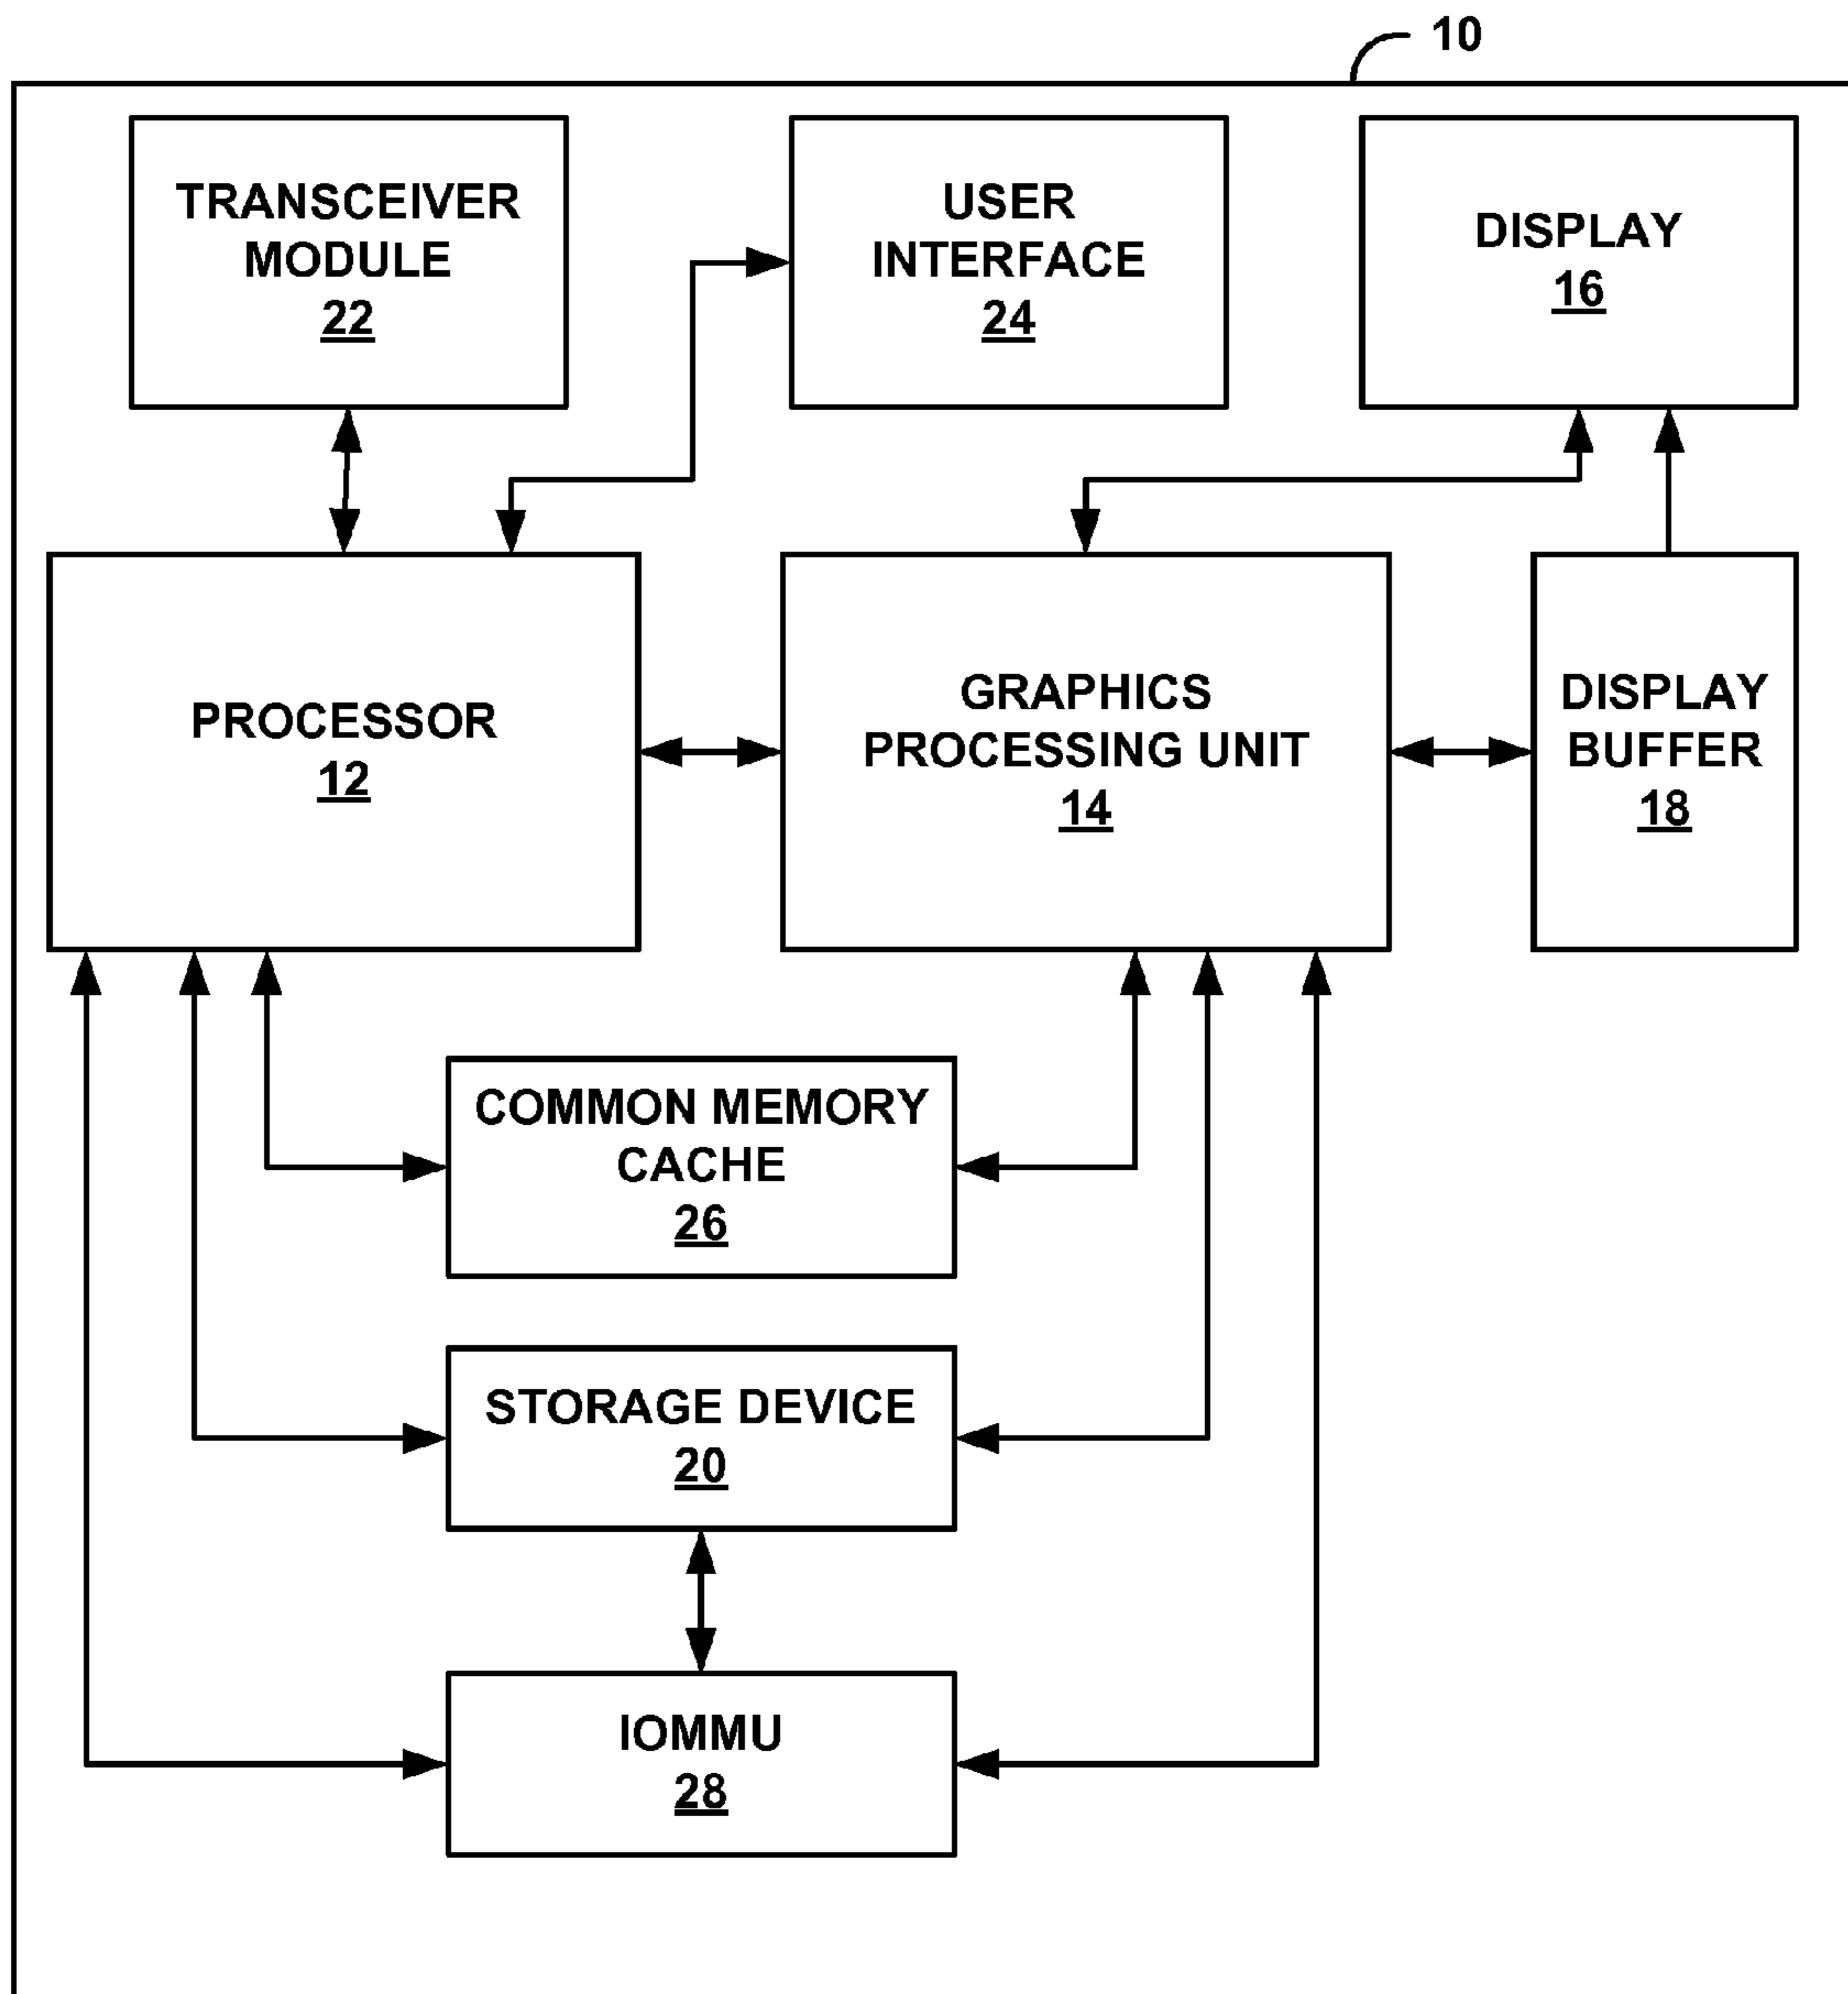 10
TRANSCEIVER
MODULE
22
USER
INTERFACE
24
DISPLAY
16
PROCESSOR
12
GRAPHICS
PROCESSING UNIT
14
DISPLAY
BUFFER
18
COMMON MEMORY
CACHE
26
STORAGE DEVICE
20
IOMMU
28